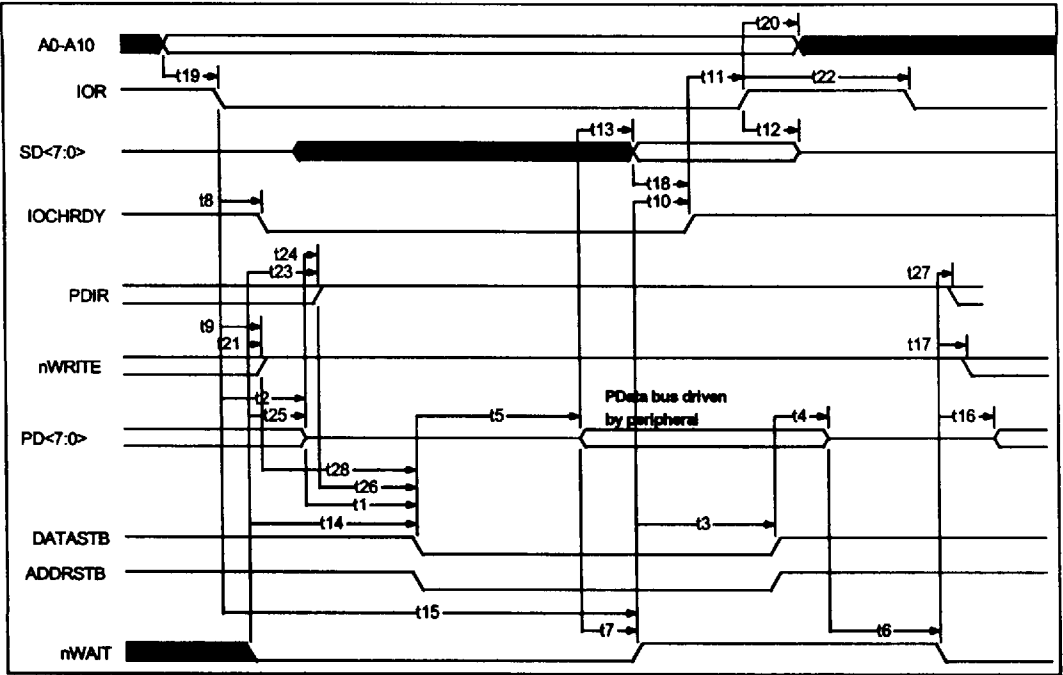 t20
A0-A10
t19
t11
t22
IOR
t13
t12
SD<7:0>
t18
t8
t10
IOCHRDY
t24
t23
t27
PDIR
t9
t21
t17
nWRITE
t2
t5
PData bus driven
by peripheral
t4
t16
t25
PD<7:0>
t28
t26
t1
t14
t3
DATASTB
ADDRSTB
t15
t7
t6
nWAIT